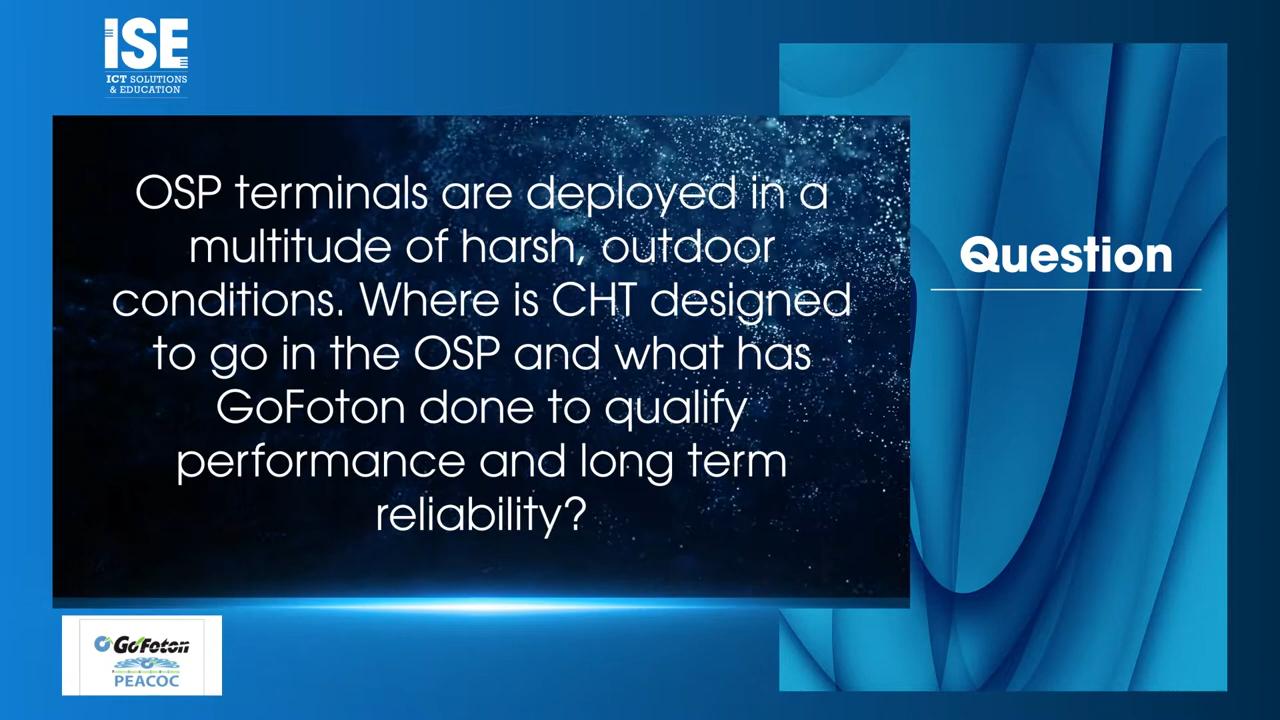 iSE
ICT SOLUTIONS
& EDUCATION
OSP terminals are deployed in a
multitude of harsh, outdoor
conditions. Where is CHT designed
to go in the OSP and what has
GoFoton done to qualify
performance and long term
reliability?
Question
GoFoton
PEACOC